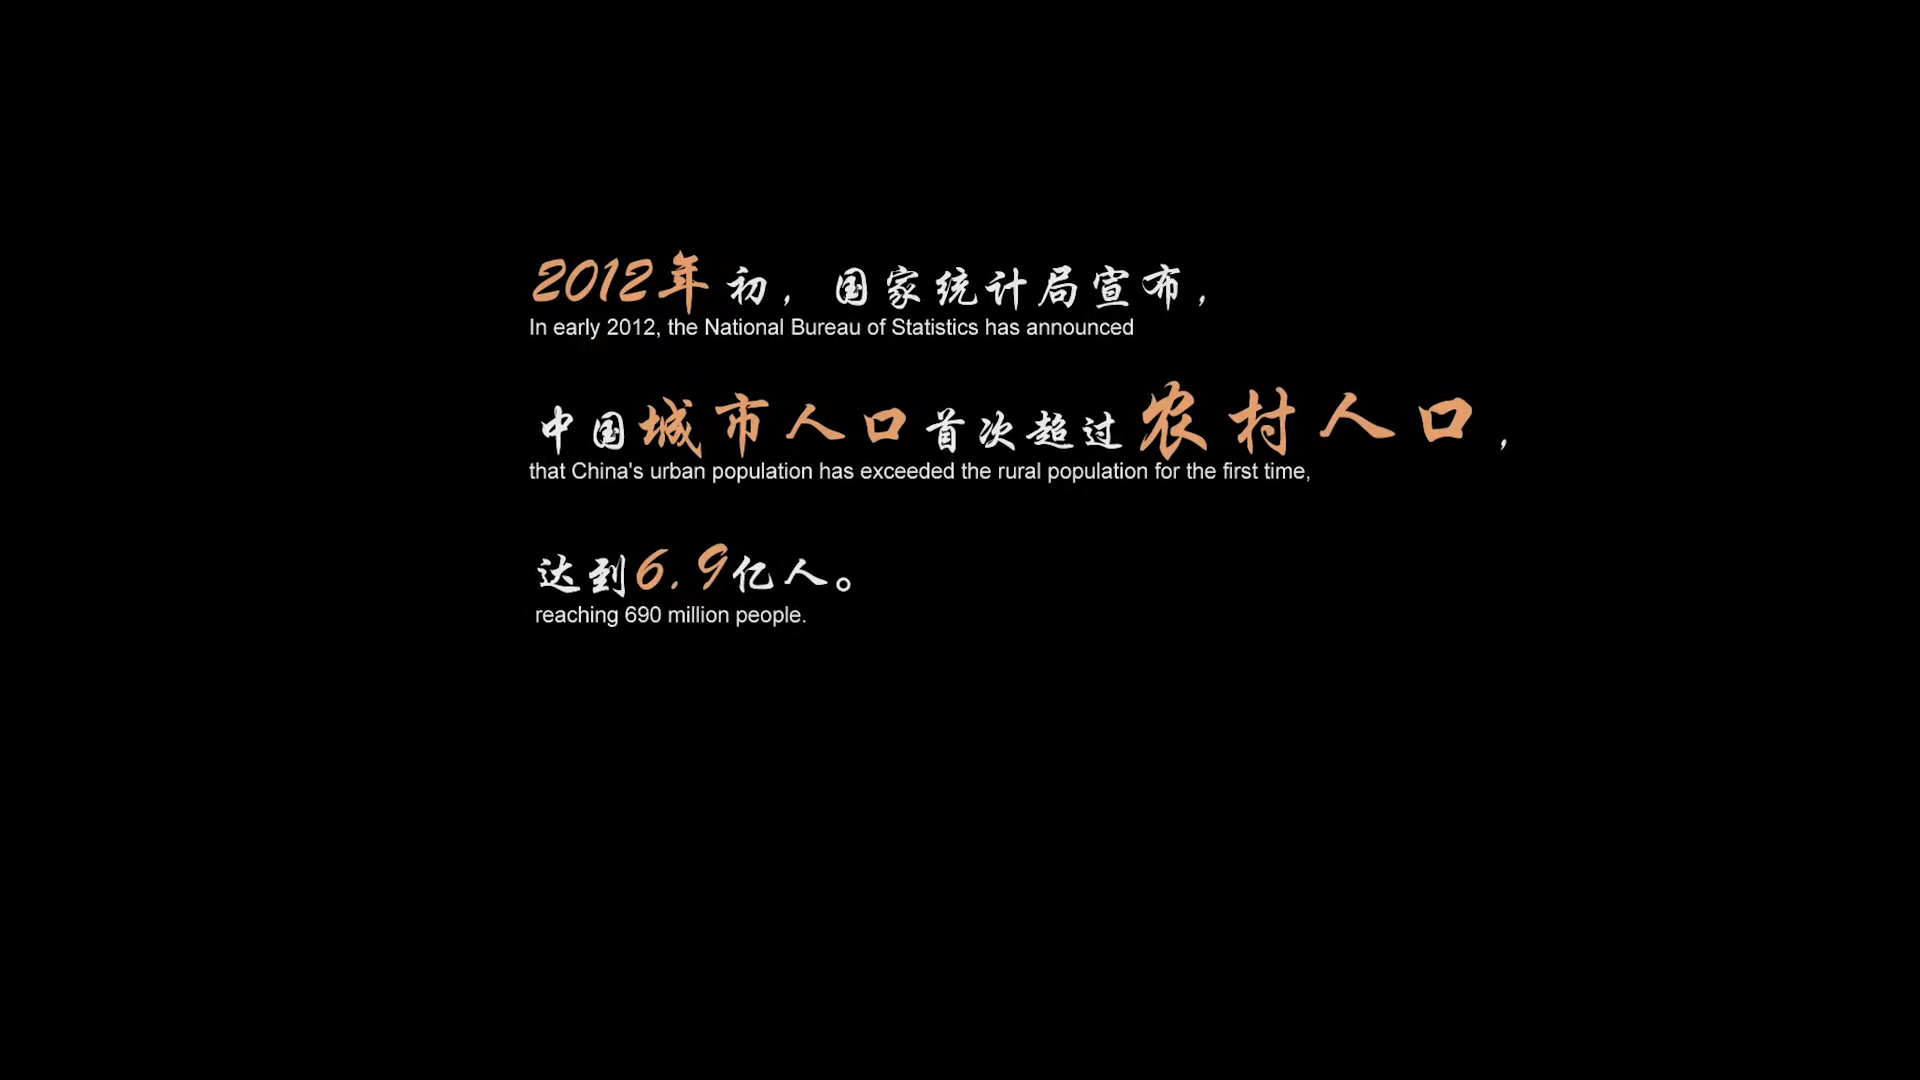 2012年初，国家统计局宣布，
In early 2012, the National Bureau of Statistics has announced
中国城市人口首次超过农村人口，
that China's urban population has exceeded the rural population for the first time,
达到6.9亿人。
reaching 690 million people.